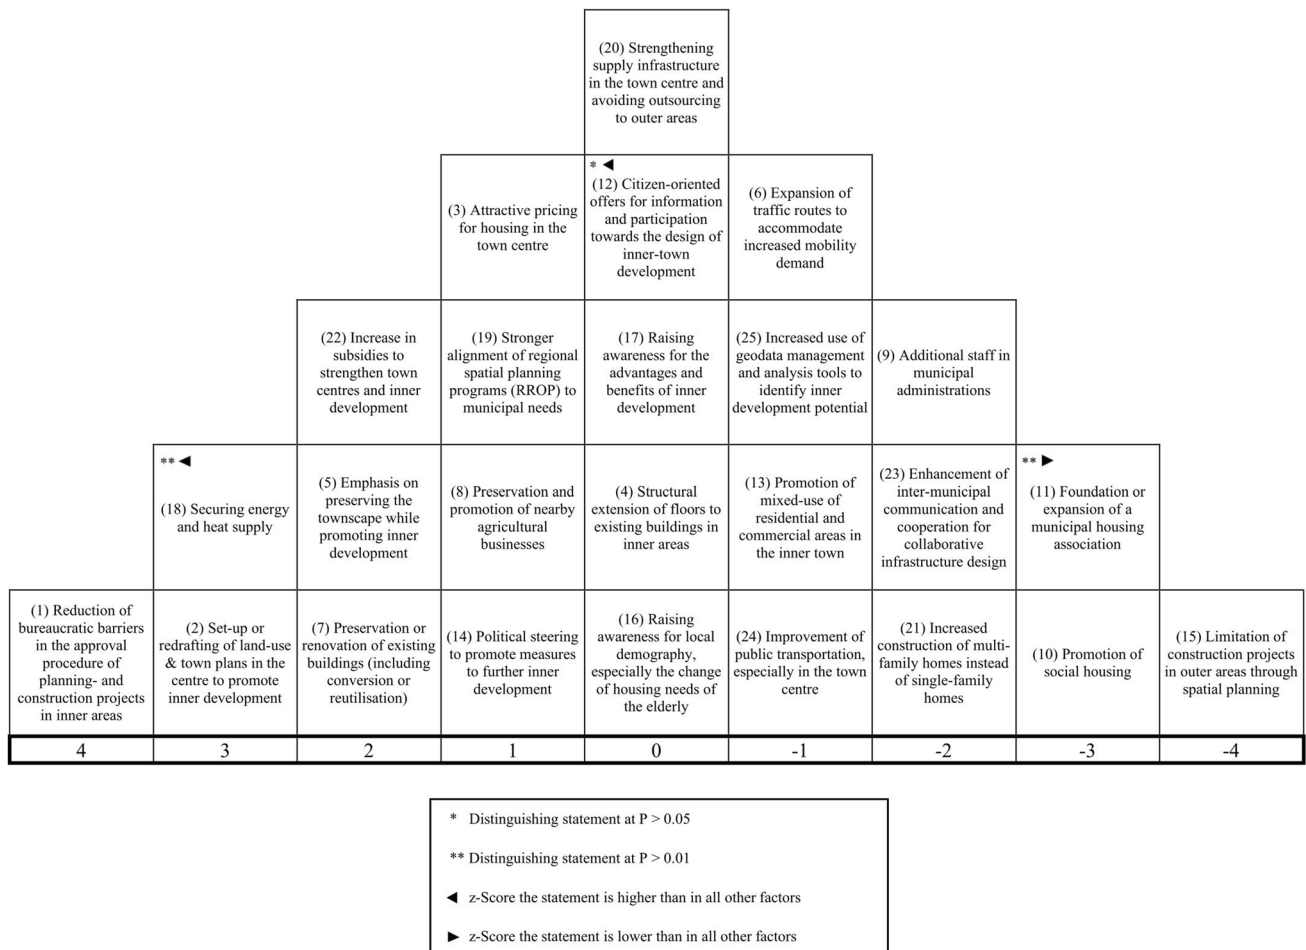 (20) Strengthening
supply infrastructure
in the town centre and
avoiding outsourcing
to outer areas
(3) Attractive pricing
for housing in the
town centre
* ◄
(12) Citizen-oriented
offers for information
and participation
towards the design of
inner-town
development
(6) Expansion of
traffic routes to
accommodate
increased mobility
demand
(22) Increase in
subsidies to
strengthen town
centres and inner
development
(19) Stronger
alignment of regional
spatial planning
programs (RROP) to
municipal needs
(17) Raising
awareness for the
advantages and
benefits of inner
development
(25) Increased use of
geodata management
and analysis tools to
identify inner
development potential
(9) Additional staff in
municipal
administrations
** ◄
(18) Securing energy
and heat supply
(5) Emphasis on
preserving the
townscape while
promoting inner
development
(8) Preservation and
promotion of nearby
agricultural
businesses
(4) Structural
extension of floors to
existing buildings in
inner areas
(13) Promotion of
mixed-use of
residential and
commercial areas in
the inner town
(23) Enhancement of
inter-municipal
communication and
cooperation for
collaborative
infrastructure design
** ►
(11) Foundation or
expansion of a
municipal housing
association
(1) Reduction of
bureaucratic barriers
in the approval
procedure of
planning- and
construction projects
in inner areas
(2) Set-up or
redrafting of land-use
& town plans in the
centre to promote
inner development
(7) Preservation or
renovation of existing
buildings (including
conversion or
reutilisation)
(14) Political steering
to promote measures
to further inner
development
(16) Raising
awareness for local
demography,
especially the change
of housing needs of
the elderly
(24) Improvement of
public transportation,
especially in the town
centre
(21) Increased
construction of multi-
family homes instead
of single-family
homes
(10) Promotion of
social housing
(15) Limitation of
construction projects
in outer areas through
spatial planning
4 3 2 1 0 -1 -2 -3 -4
* Distinguishing statement at P > 0.05
** Distinguishing statement at P > 0.01
◄ z-Score the statement is higher than in all other factors
► z-Score the statement is lower than in all other factors